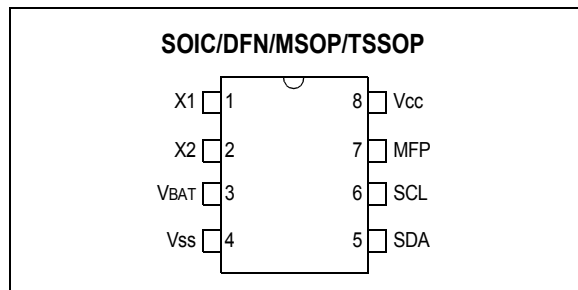 SOIC/DFN/MSOP/TSSOP
X1 1 8 Vcc
X2 2 7 MFP
VBAT 3 6 SCL
Vss 4 5 SDA